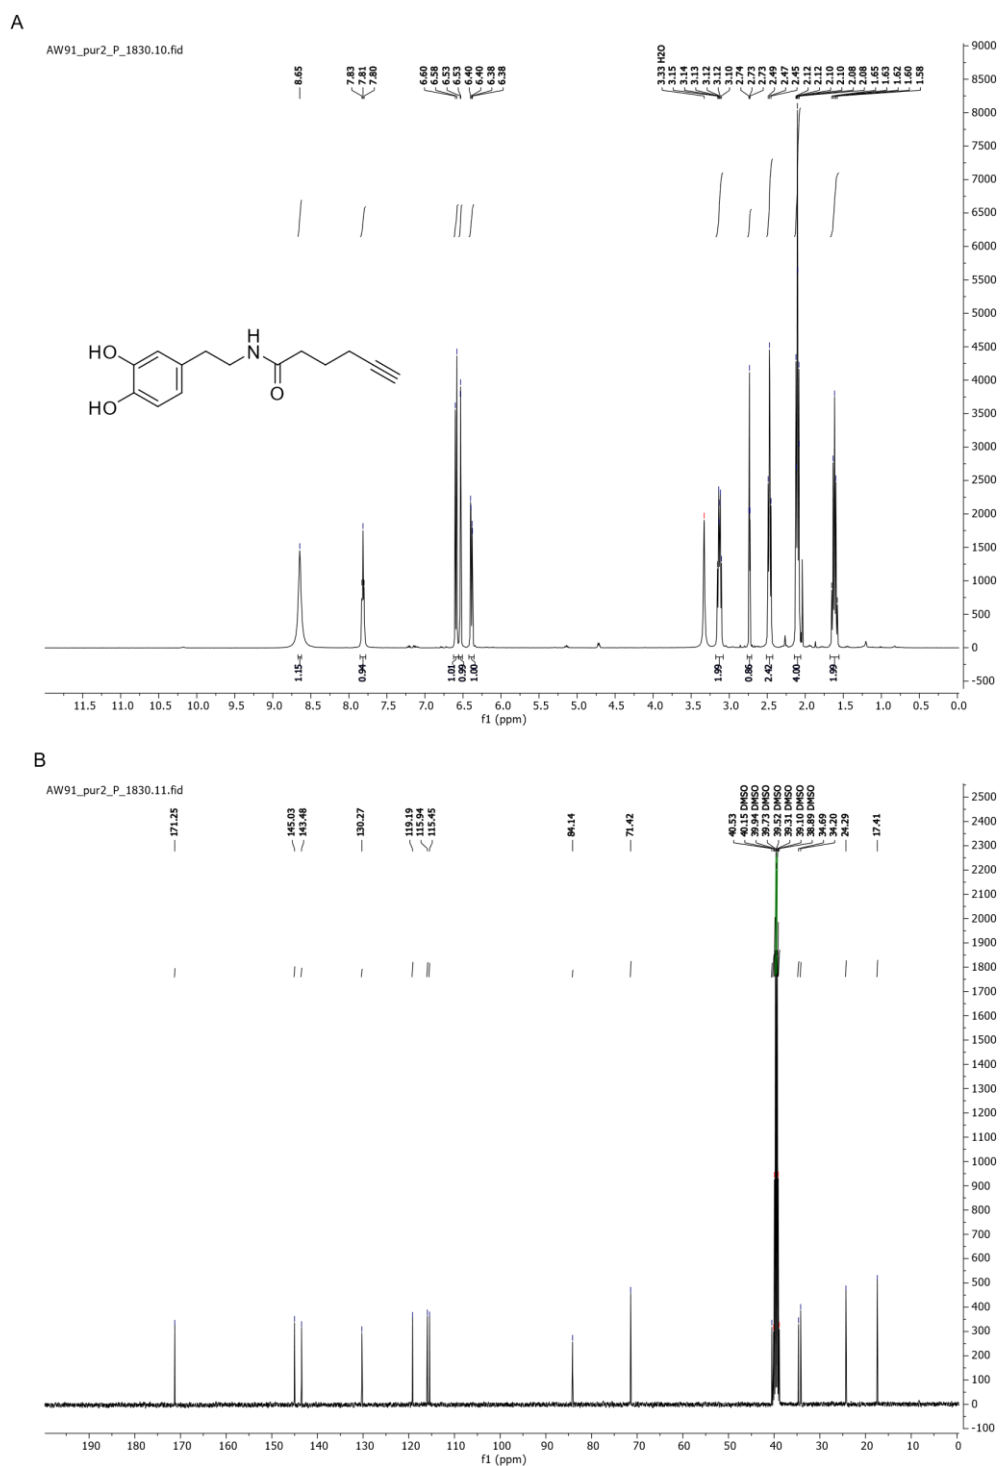 A
AW91_pur2_P_1830.10.fid
8.65 7.83 7.81 7.80 6.60 6.58 6.53 6.53 6.40 6.40 6.38 6.38 3.33 H2O 3.15 3.14 3.13 3.12 3.12 3.10 2.74 2.73 2.73 2.49 2.47 2.45 2.12 2.12 2.10 2.10 2.08 2.08 1.65 1.63 1.62 1.60 1.58
9000
8500
8000
7500
7000
6500
6000
5500
5000
4500
4000
3500
3000
2500
2000
1500
1000
500
0
-500
H
N
HO
HO
O
1.15 0.94 1.01 0.99 1.00 1.99 0.86 2.42 4.00 1.99
11.5 11.0 10.5 10.0 9.5 9.0 8.5 8.0 7.5 7.0 6.5 6.0 5.5 5.0 4.5 4.0 3.5 3.0 2.5 2.0 1.5 1.0 0.5 0.0
f1 (ppm)
B
AW91_pur2_P_1830.11.fid
171.25 145.03 143.48 130.27 119.19 115.94 115.45 84.14 71.42 40.53 40.15 DMSO 39.94 DMSO 39.73 DMSO 39.52 DMSO 39.31 DMSO 39.10 DMSO 38.89 DMSO 34.69 34.20 24.29 17.41
2500
2400
2300
2200
2100
2000
1900
1800
1700
1600
1500
1400
1300
1200
1100
1000
900
800
700
600
500
400
300
200
100
0
-100
190 180 170 160 150 140 130 120 110 100 90 80 70 60 50 40 30 20 10 0
f1 (ppm)